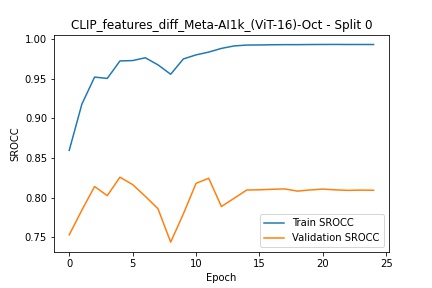 CLIP_features_diff_Meta-AI1k_(ViT-16)-Oct - Split 0
1.00
0.95
0.90
0.85
0.80
0.75
SROCC
Train SROCC
Validation SROCC
0 5 10 15 20 25
Epoch